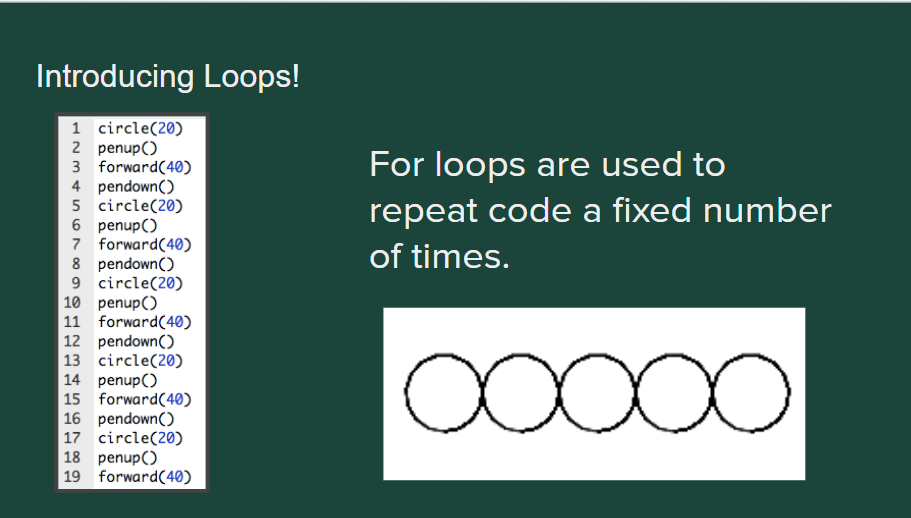 Introducing Loops!
1 circle(20)
2 penup()
3 forward(40)
4 pendown()
5 circle(20)
6 penup()
7 forward(40)
8 pendown()
9 circle(20)
10 penup()
11 forward(40)
12 pendown()
13 circle(20)
14 penup()
15 forward(40)
16 pendown()
17 circle(20)
18 penup()
19 forward(40)
For loops are used to
repeat code a fixed number
of times.